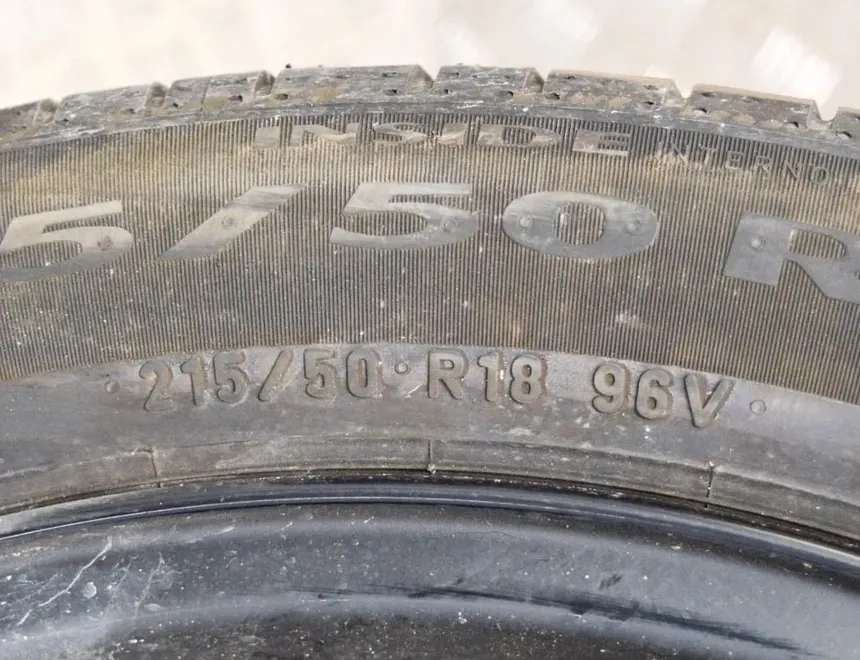 INSIDE INTERNO
5/50 R
215/50 R18 96V